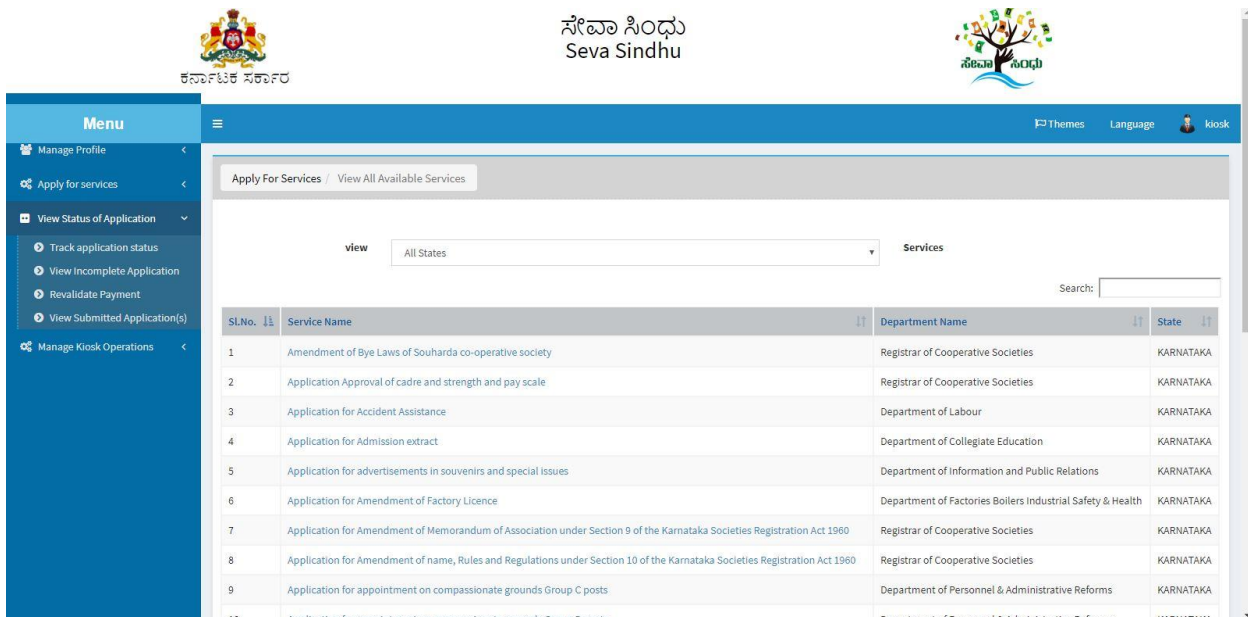 ಸೇವಾ ಸಿಂಧು
Seva Sindhu
ಕರ್ನಾಟಕ ಸರ್ಕಾರ
ಸೇವಾ ಸಿಂಧು
Menu
Themes Language kiosk
Manage Profile
Apply for services
View Status of Application
Track application status
View Incomplete Application
Revalidate Payment
View Submitted Application(s)
Manage Kiosk Operations
Apply For Services / View All Available Services
view All States Services
Search:
Sl.No. Service Name Department Name State
1 Amendment of Bye Laws of Souharda co-operative society Registrar of Cooperative Societies KARNATAKA
2 Application Approval of cadre and strength and pay scale Registrar of Cooperative Societies KARNATAKA
3 Application for Accident Assistance Department of Labour KARNATAKA
4 Application for Admission extract Department of Collegiate Education KARNATAKA
5 Application for advertisements in souvenirs and special issues Department of Information and Public Relations KARNATAKA
6 Application for Amendment of Factory Licence Department of Factories Boilers Industrial Safety & Health KARNATAKA
7 Application for Amendment of Memorandum of Association under Section 9 of the Karnataka Societies Registration Act 1960 Registrar of Cooperative Societies KARNATAKA
8 Application for Amendment of name, Rules and Regulations under Section 10 of the Karnataka Societies Registration Act 1960 Registrar of Cooperative Societies KARNATAKA
9 Application for appointment on compassionate grounds Group C posts Department of Personnel & Administrative Reforms KARNATAKA